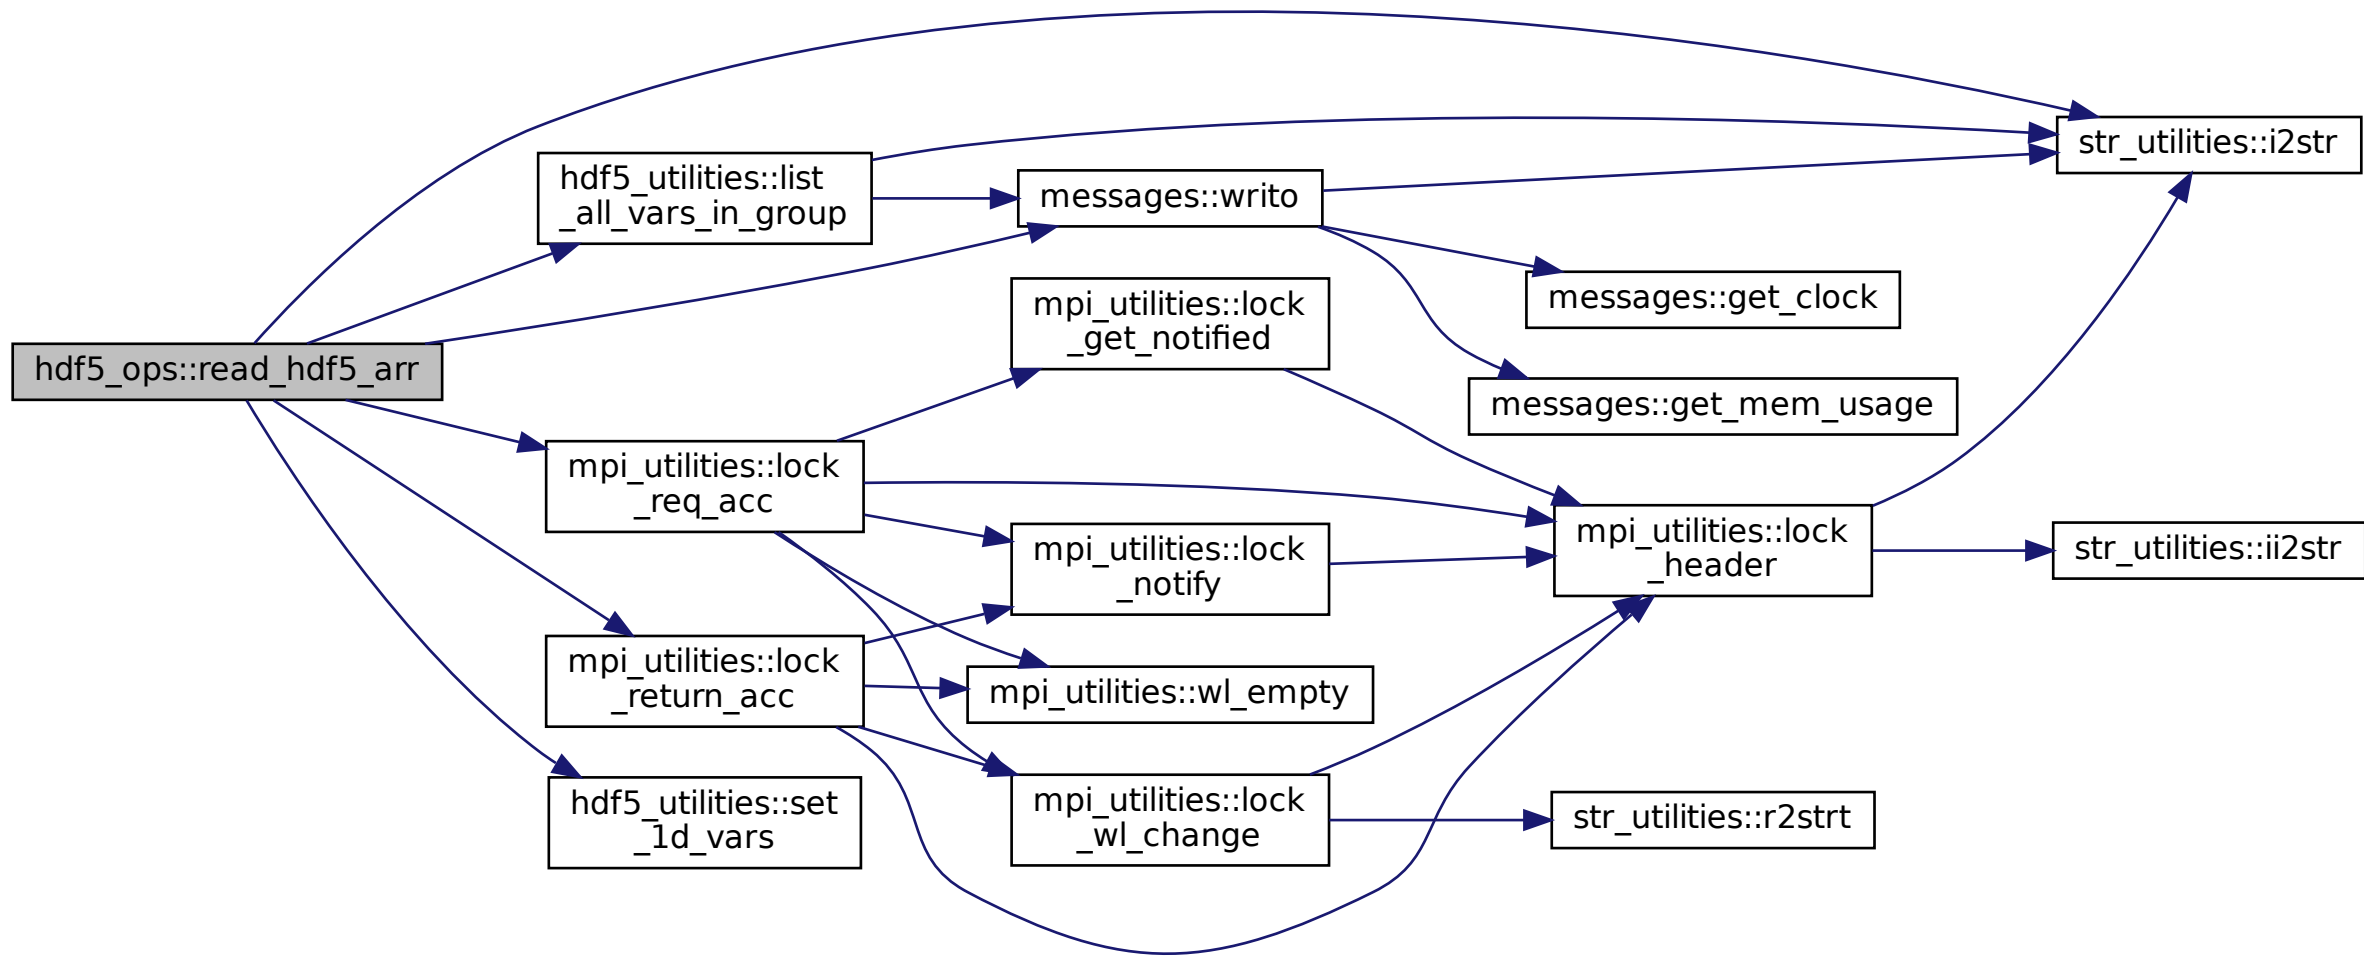 hdf5_ops::read_hdf5_arr
hdf5_utilities::list
_all_vars_in_group
mpi_utilities::lock
_req_acc
mpi_utilities::lock
_return_acc
hdf5_utilities::set
_1d_vars
messages::writo
mpi_utilities::lock
_get_notified
mpi_utilities::lock
_notify
mpi_utilities::wl_empty
mpi_utilities::lock
_wl_change
messages::get_clock
messages::get_mem_usage
mpi_utilities::lock
_header
str_utilities::r2strt
str_utilities::i2str
str_utilities::ii2str